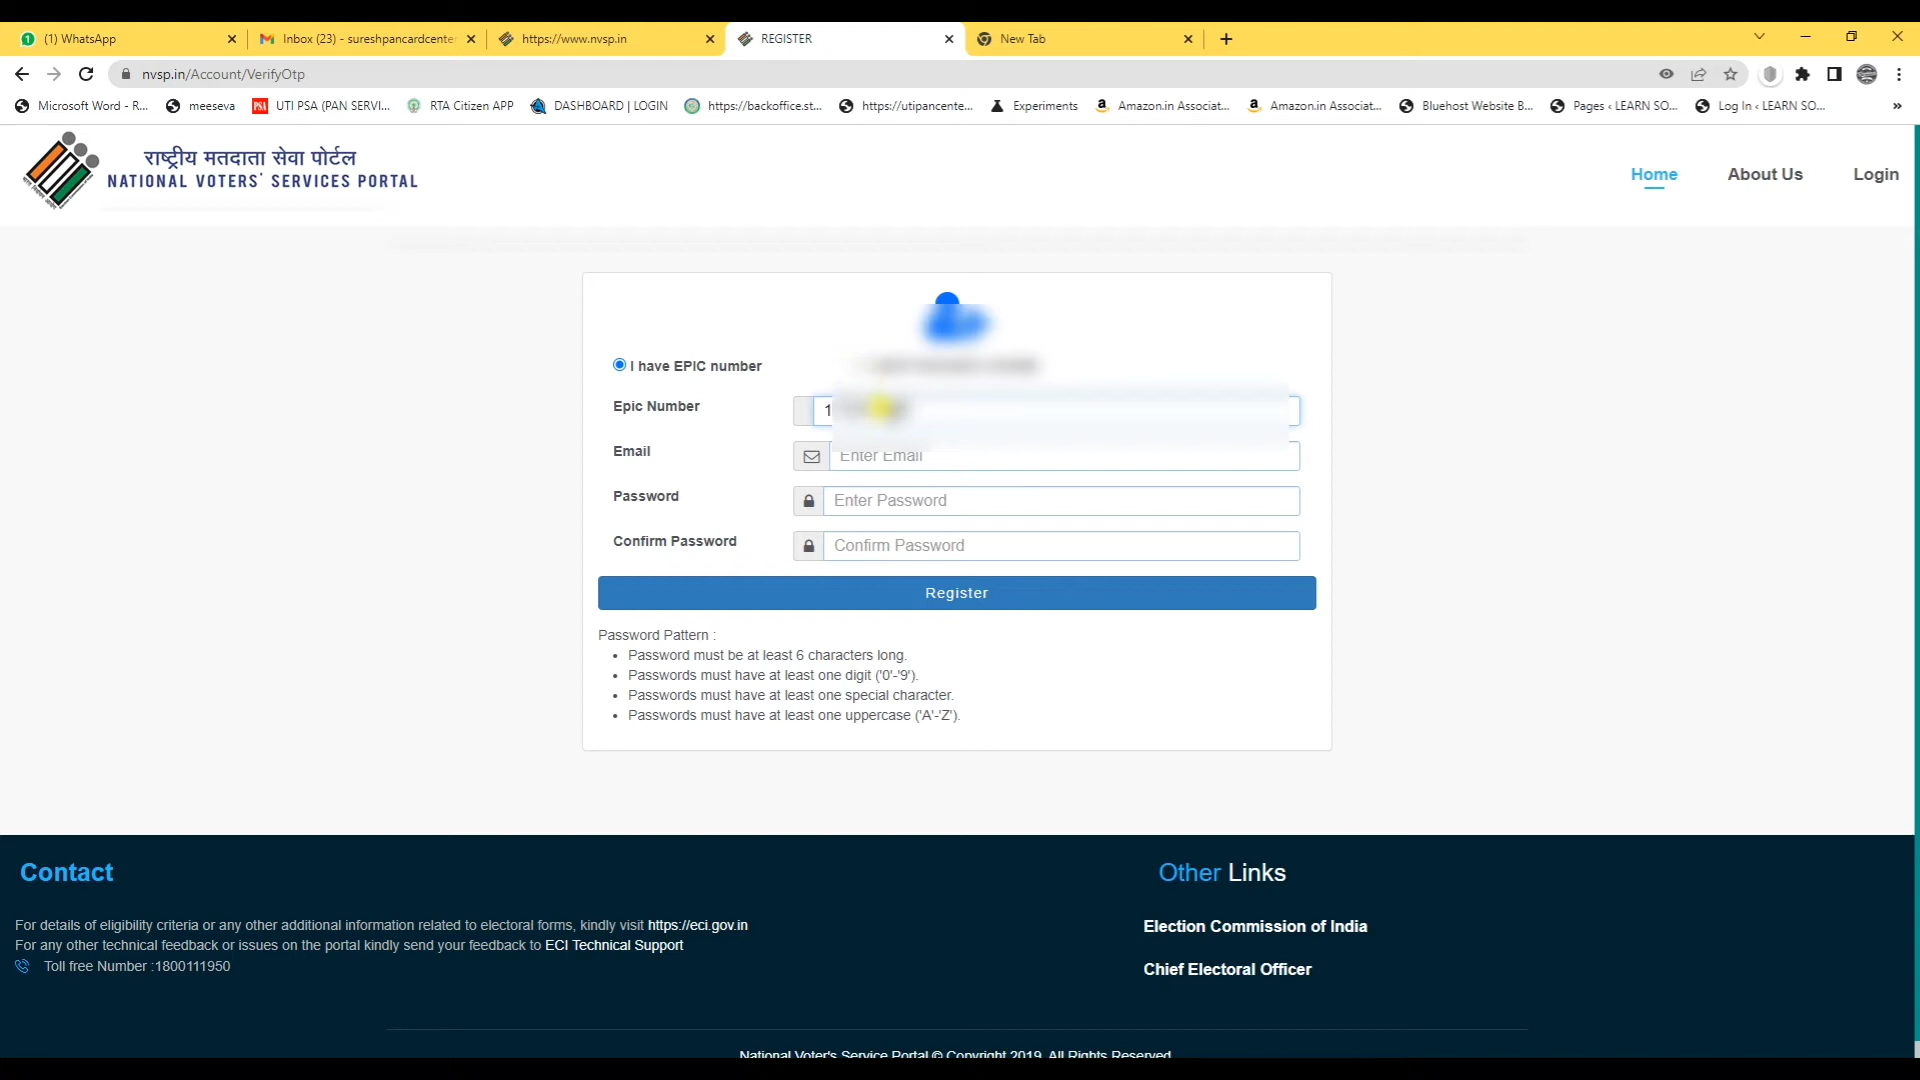 (1) WhatsApp
Inbox (23) - sureshpancardcente
https://www.nvsp.in
REGISTER
New Tab
nvsp.in/Account/VerifyOtp
Microsoft Word - R...
meeseva
PSA
UTI PSA (PAN SERVI...
RTA Citizen APP
DASHBOARD | LOGIN
https://backoffice.st...
https://utipancente...
Experiments
Amazon.in Associat...
Amazon.in Associat...
Bluehost Website B...
Pages ‹ LEARN SO...
Log In ‹ LEARN SO...
राष्ट्रीय मतदाता सेवा पोर्टल
NATIONAL VOTERS' SERVICES PORTAL
Home
About Us
Login
I have EPIC number
Epic Number
1
Email
Enter Email
Password
Enter Password
Confirm Password
Confirm Password
Register
Password Pattern :
Password must be at least 6 characters long.
Passwords must have at least one digit ('0'-'9').
Passwords must have at least one special character.
Passwords must have at least one uppercase ('A'-'Z').
Contact
Other Links
For details of eligibility criteria or any other additional information related to electoral forms, kindly visit https://eci.gov.in
For any other technical feedback or issues on the portal kindly send your feedback to ECI Technical Support
Toll free Number :1800111950
Election Commission of India
Chief Electoral Officer
National Voter's Service Portal © Copyright 2019. All Rights Reserved